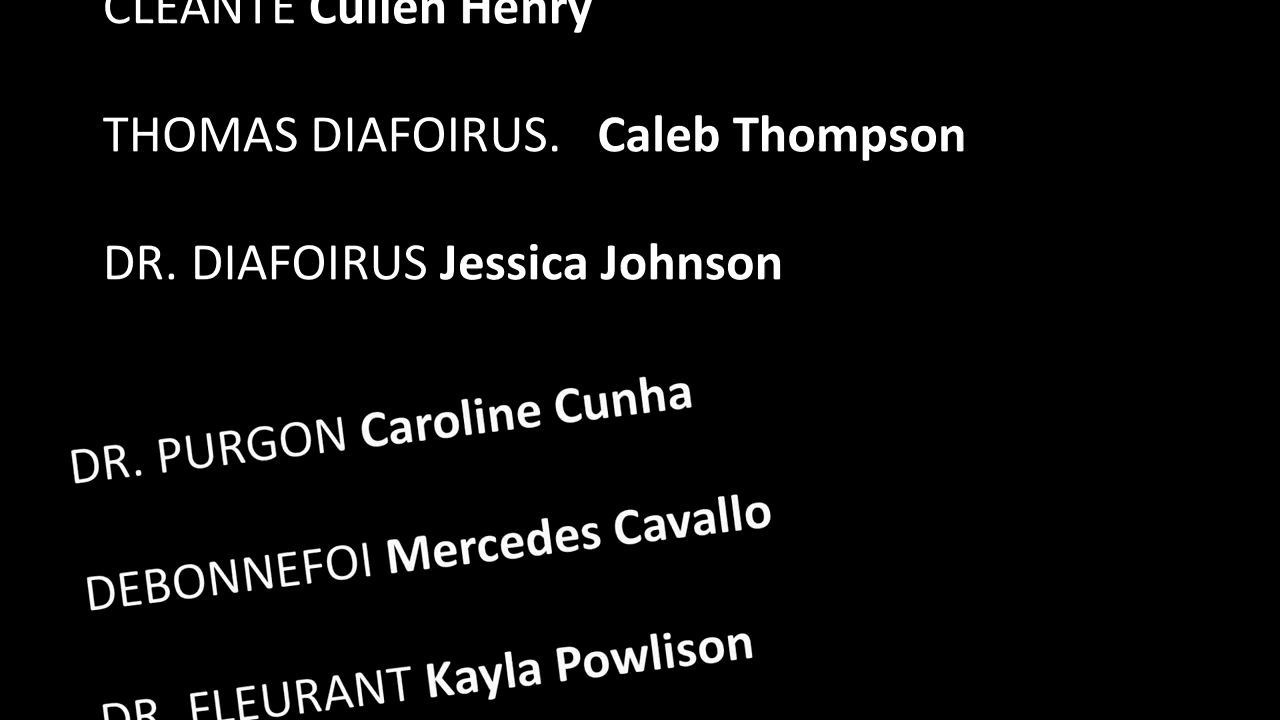 CLEANTE Cullen Henry
THOMAS DIAFOIRUS. Caleb Thompson
DR. DIAFOIRUS Jessica Johnson
DR. PURGON Caroline Cunha
DEBONNEFOI Mercedes Cavallo
DR. FLEURANT Kayla Powlison